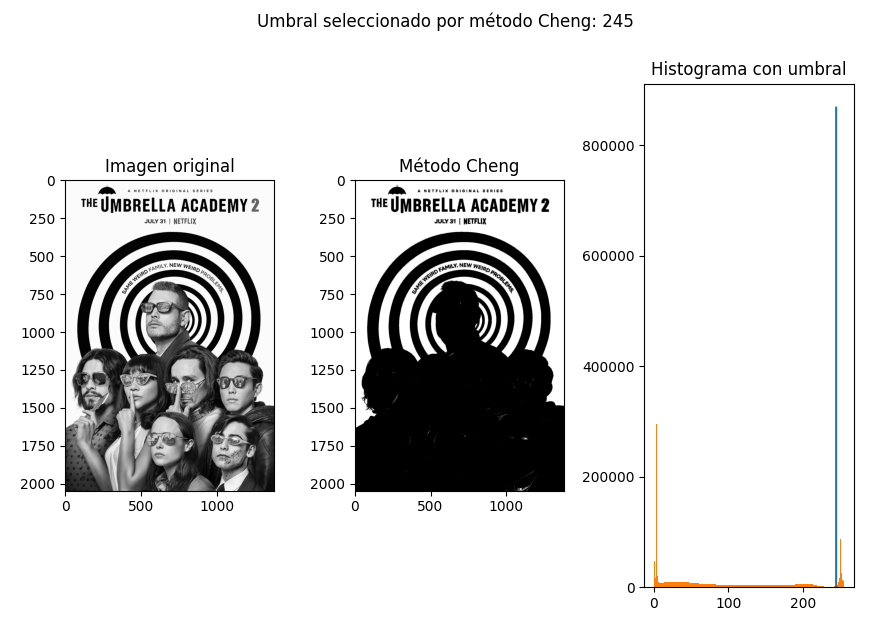 Umbral seleccionado por método Cheng: 245
Imagen original
0
250
500
750
1000
1250
1500
1750
2000
0
500
1000
A NETFLIX ORIGINAL SERIES
THE UMBRELLA ACADEMY 2
JULY 31 | NETFLIX
SAME WEIRD FAMILY. NEW WEIRD PROBLEMS.
Método Cheng
0
250
500
750
1000
1250
1500
1750
2000
0
500
1000
A NETFLIX ORIGINAL SERIES
THE UMBRELLA ACADEMY 2
JULY 31 | NETFLIX
SAME WEIRD FAMILY. NEW WEIRD PROBLEMS.
Histograma con umbral
800000
600000
400000
200000
0
0
100
200